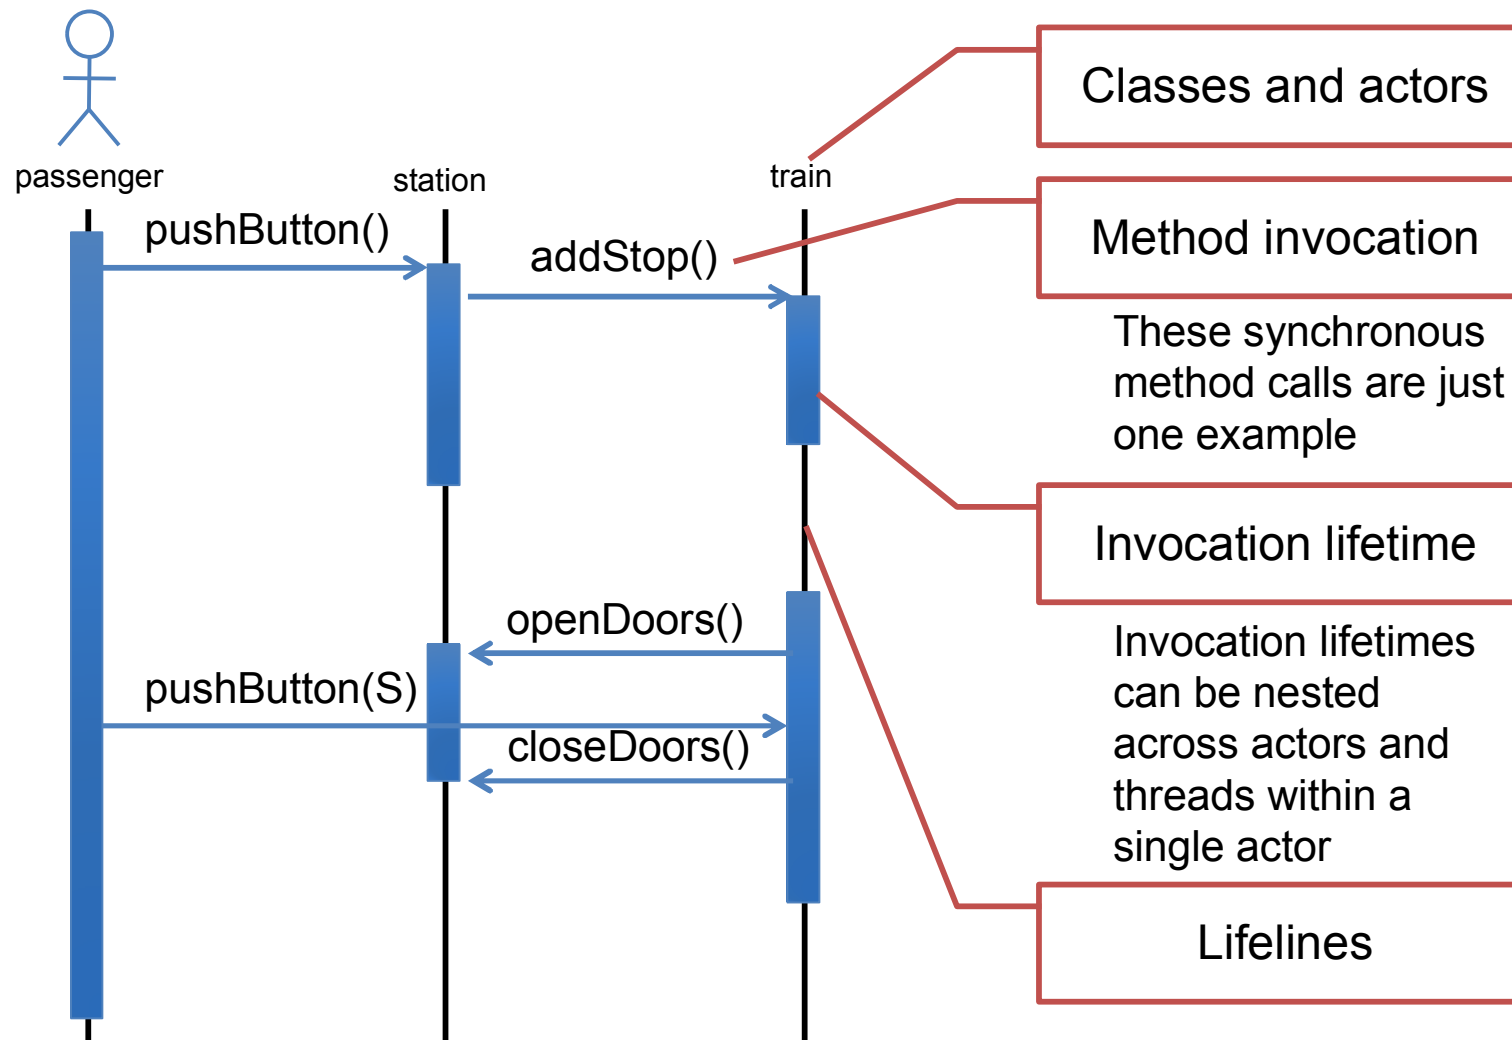 passenger
station
train
pushButton()
addStop()
openDoors()
pushButton(S)
closeDoors()
Classes and actors
Method invocation
These synchronous
method calls are just
one example
Invocation lifetime
Invocation lifetimes
can be nested
across actors and
threads within a
single actor
Lifelines